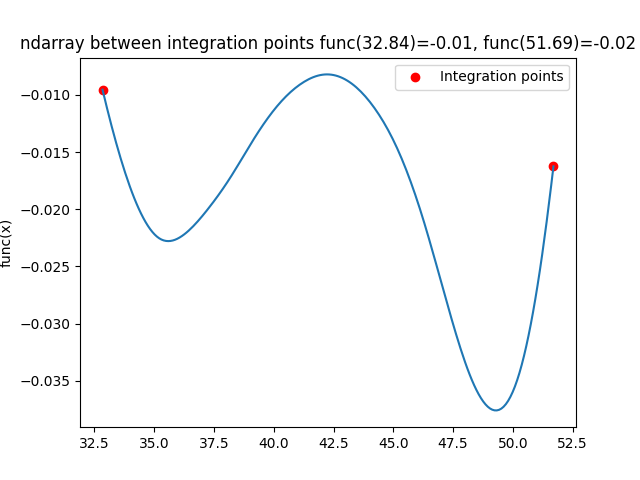 ndarray between integration points func(32.84)=-0.01, func(51.69)=-0.02
Integration points
func(x)
−0.010
−0.015
−0.020
−0.025
−0.030
−0.035
32.5 35.0 37.5 40.0 42.5 45.0 47.5 50.0 52.5